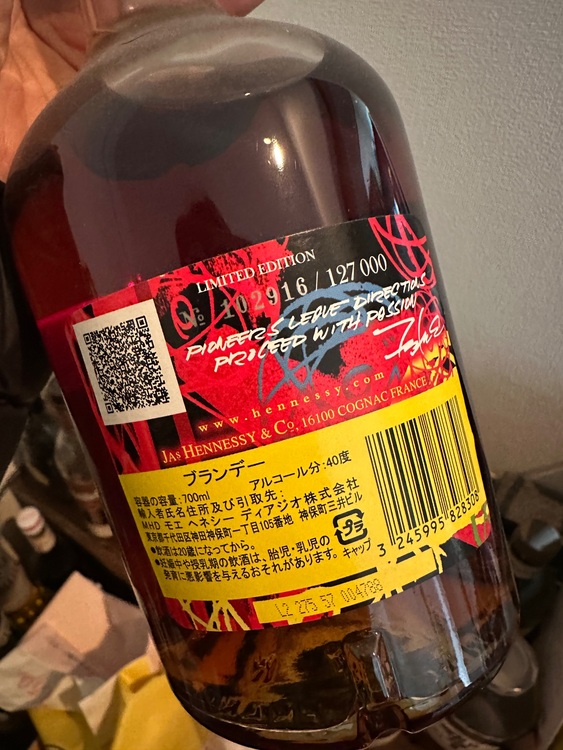 LIMITED EDITION
№ 102916 / 127 000
PIONEERS LEAVE DIRECTIONS
PROCEED WITH PASSION
www.hennessy.com
JAS HENNESSY & Co, 16100 COGNAC FRANCE
ブランデー
容器の容量:700ml アルコール分:40度
輸入者氏名住所及び引取先:
MHD モエ ヘネシー ディアジオ株式会社
東京都千代田区神田神保町一丁目105番地 神保町三井ビル
●飲酒は20歳になってから。
●妊娠中や授乳期の飲酒は、胎児・乳児の
発育に悪影響を与えるおそれがあります。
プラ
キャップ
3 245995 828308
L2 275 57 004788